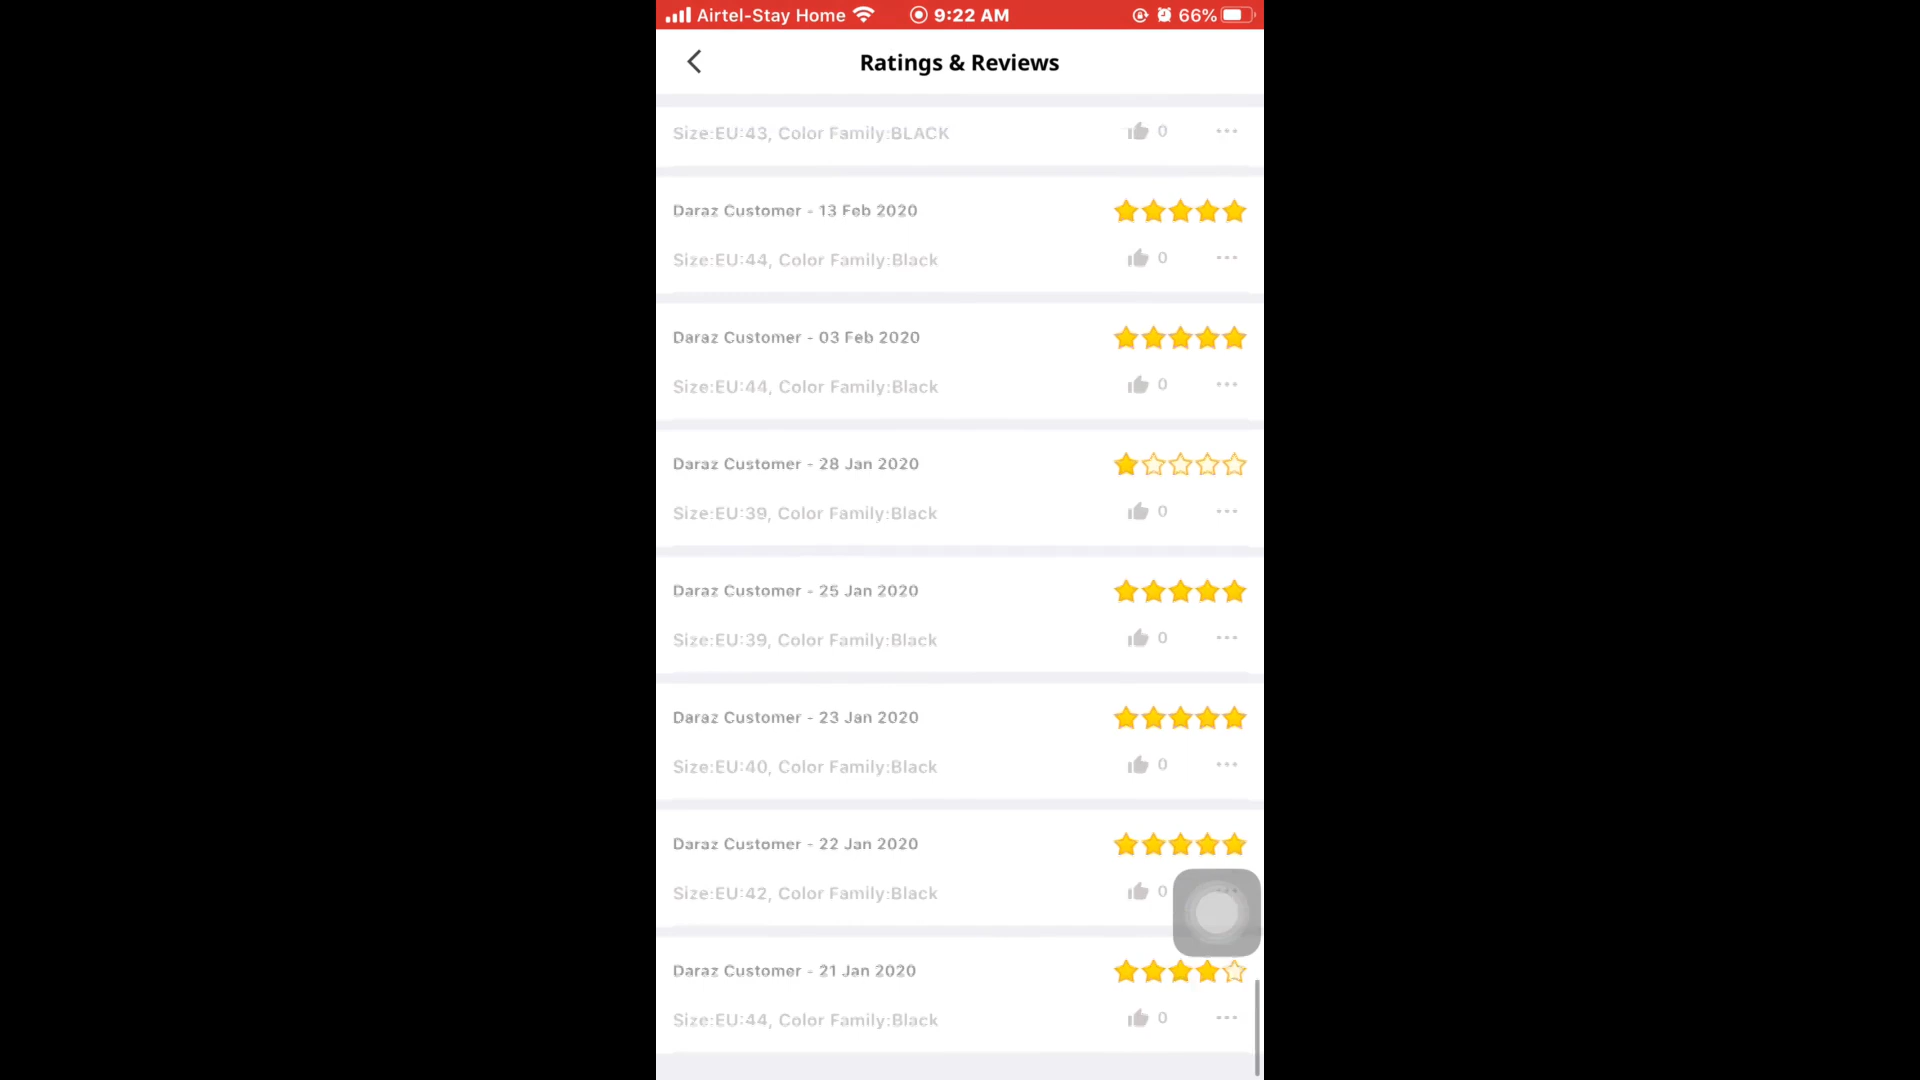 Airtel-Stay Home 9:22 AM 66%
Ratings & Reviews
Size:EU:43, Color Family:BLACK 0
Daraz Customer - 13 Feb 2020
Size:EU:44, Color Family:Black 0
Daraz Customer - 03 Feb 2020
Size:EU:44, Color Family:Black 0
Daraz Customer - 28 Jan 2020
Size:EU:39, Color Family:Black 0
Daraz Customer - 25 Jan 2020
Size:EU:39, Color Family:Black 0
Daraz Customer - 23 Jan 2020
Size:EU:40, Color Family:Black 0
Daraz Customer - 22 Jan 2020
Size:EU:42, Color Family:Black 0
Daraz Customer - 21 Jan 2020
Size:EU:44, Color Family:Black 0